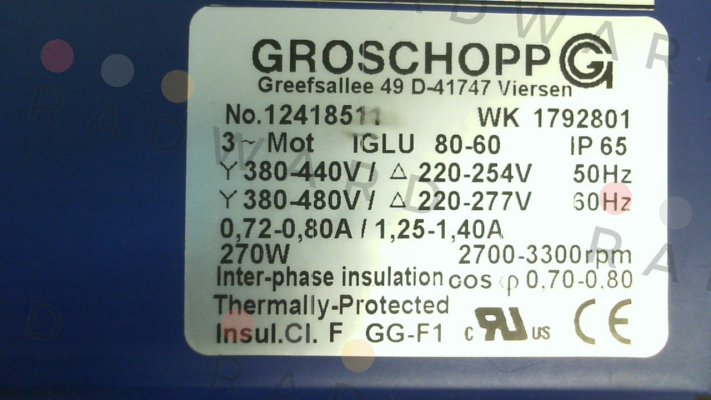 GROSCHOPP G
Greefsallee 49 D-41747 Viersen
No.12418511 WK 1792801
3 ~ Mot IGLU 80-60 IP 65
Y 380-440V / △ 220-254V 50Hz
Y 380-480V / △ 220-277V 60Hz
0,72-0,80A / 1,25-1,40A
270W 2700-3300rpm
Inter-phase insulation cos φ 0,70-0,80
Thermally-Protected
Insul.Cl. F GG-F1 c RU US CE
RADWAR